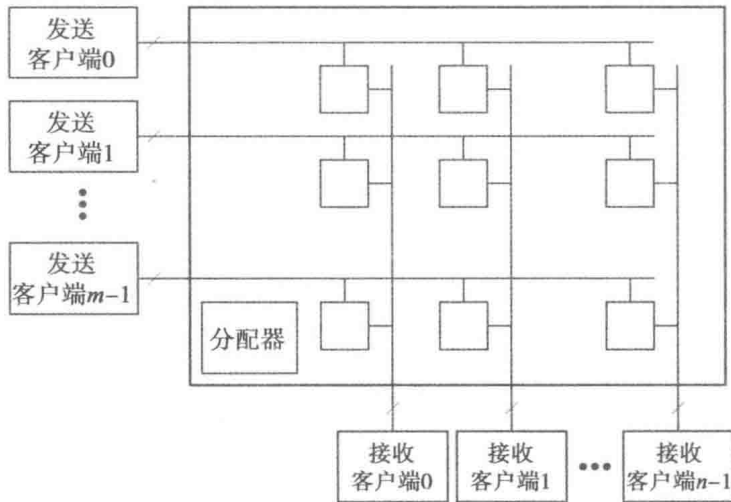 发送
客户端0
发送
客户端1
发送
客户端m-1
分配器
接收
客户端0
接收
客户端1
接收
客户端n-1